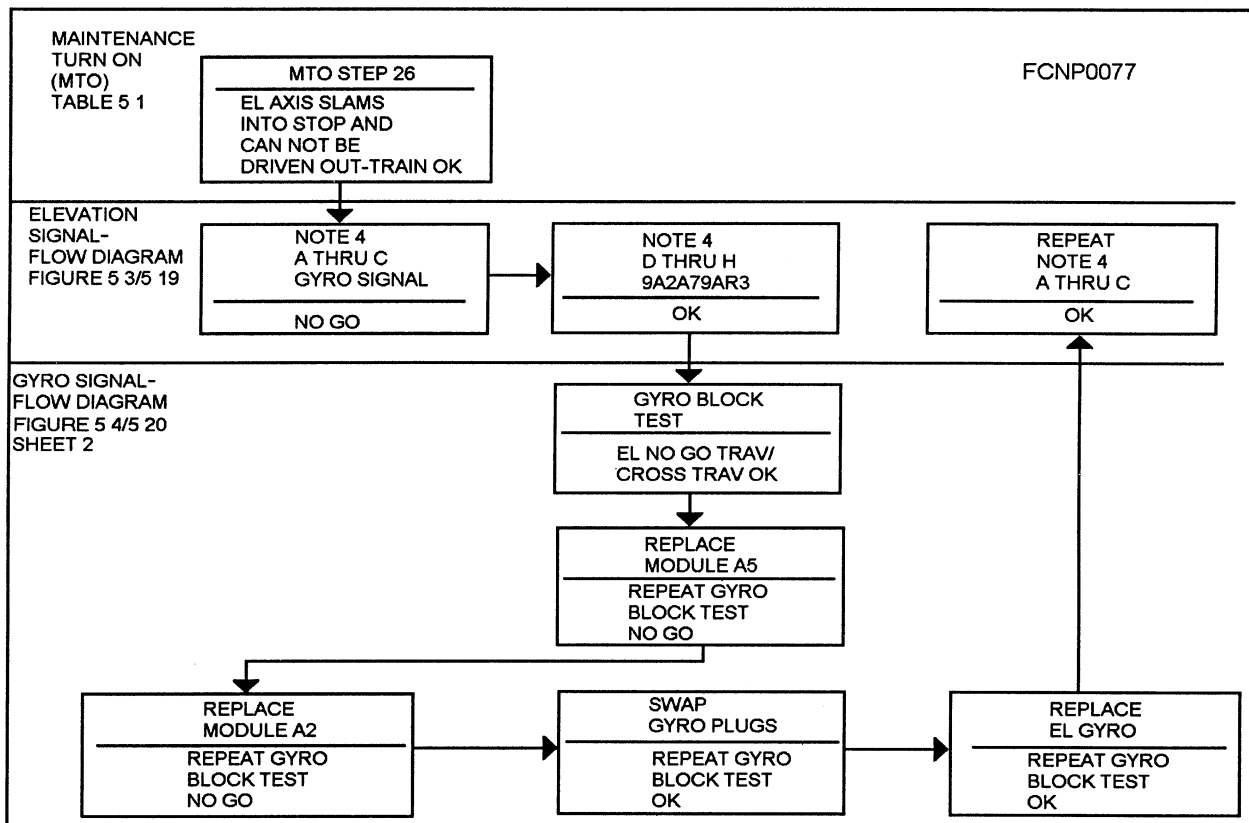 MAINTENANCE
TURN ON
(MTO)
TABLE 5 1
MTO STEP 26
EL AXIS SLAMS
INTO STOP AND
CAN NOT BE
DRIVEN OUT-TRAIN OK
FCNP0077
ELEVATION
SIGNAL-
FLOW DIAGRAM
FIGURE 5 3/5 19
NOTE 4
A THRU C
GYRO SIGNAL
NO GO
NOTE 4
D THRU H
9A2A79AR3
OK
REPEAT
NOTE 4
A THRU C
OK
GYRO SIGNAL-
FLOW DIAGRAM
FIGURE 5 4/5 20
SHEET 2
GYRO BLOCK
TEST
EL NO GO TRAV/
CROSS TRAV OK
REPLACE
MODULE A5
REPEAT GYRO
BLOCK TEST
NO GO
REPLACE
MODULE A2
REPEAT GYRO
BLOCK TEST
NO GO
SWAP
GYRO PLUGS
REPEAT GYRO
BLOCK TEST
OK
REPLACE
EL GYRO
REPEAT GYRO
BLOCK TEST
OK